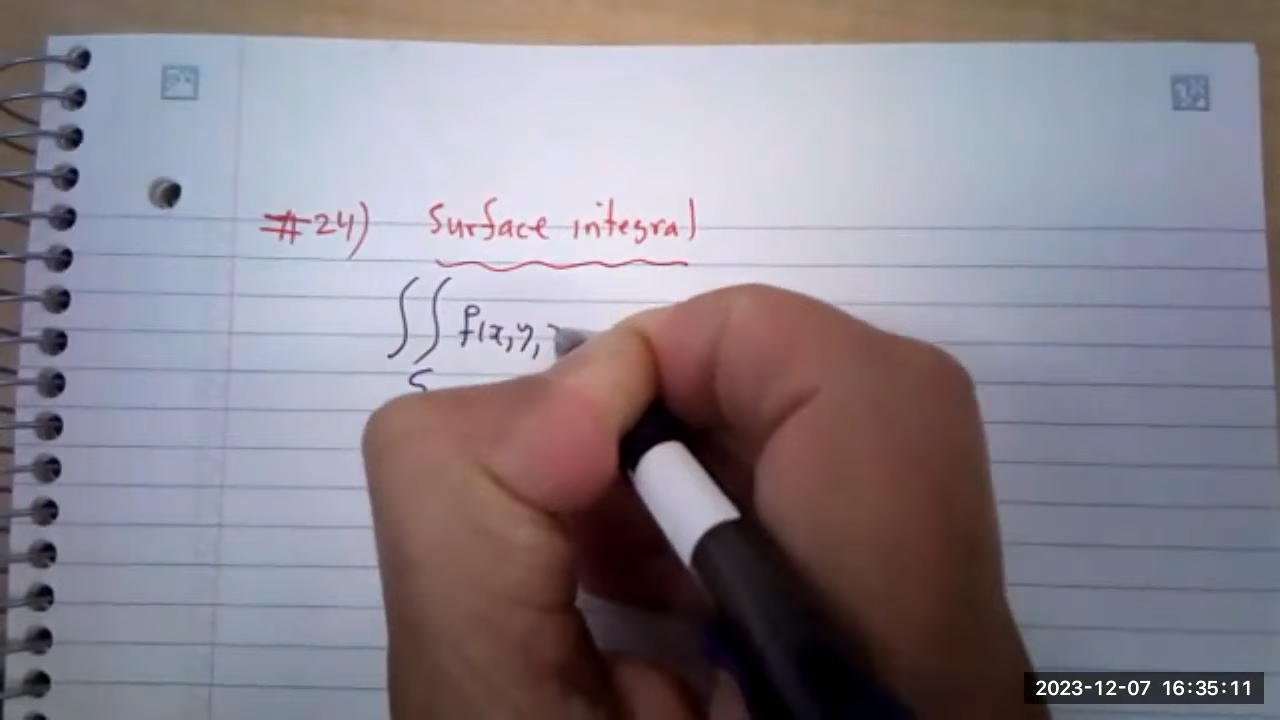 #24) Surface integral
∬ f(x,y,
S
2023-12-07 16:35:11